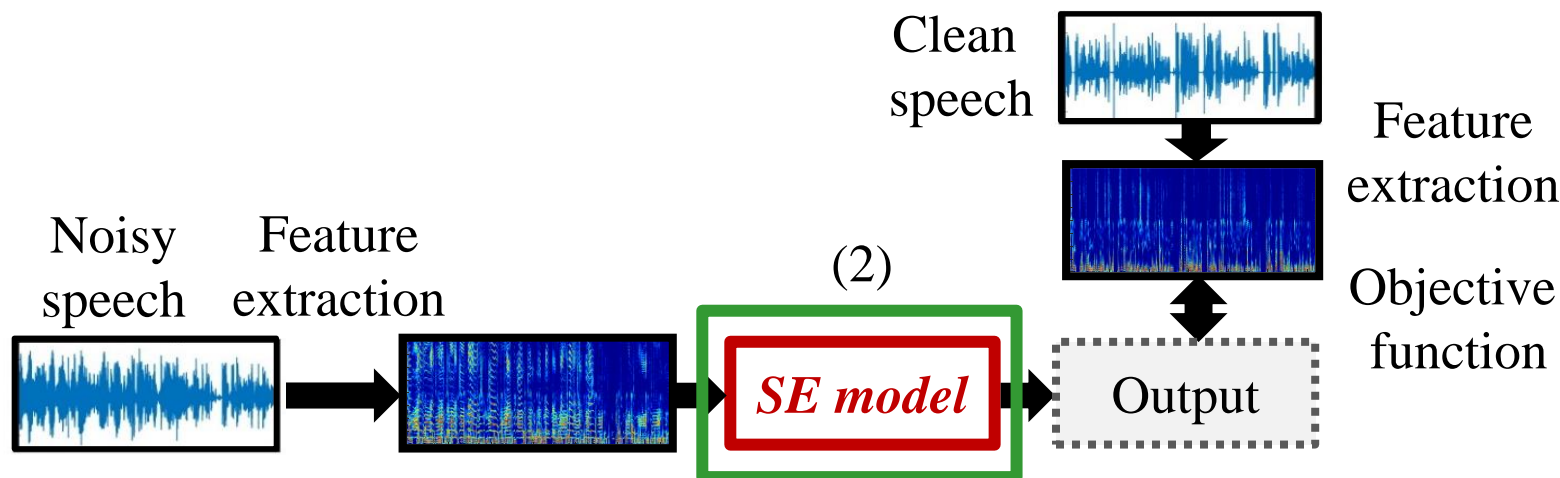 Clean
speech
Feature
extraction
Noisy
speech
Feature
extraction
(2)
Objective
function
SE model
Output